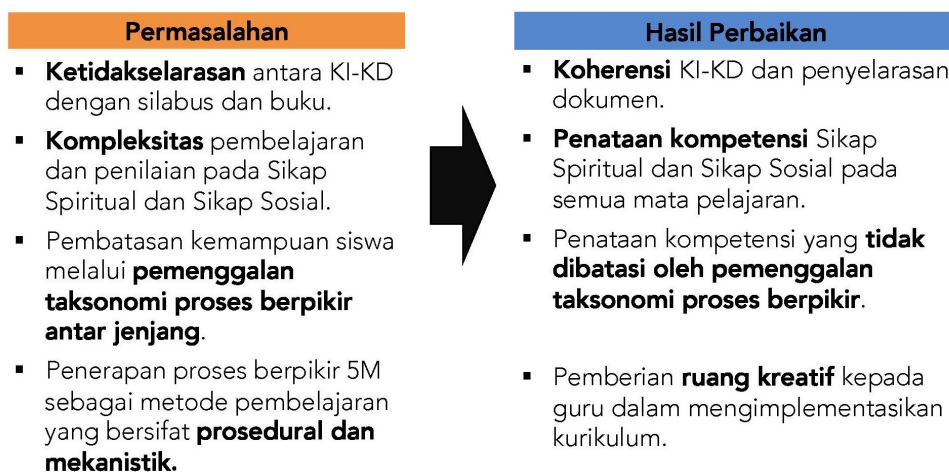 Permasalahan
▪ Ketidakselarasan antara KI-KD
dengan silabus dan buku.
▪ Kompleksitas pembelajaran
dan penilaian pada Sikap
Spiritual dan Sikap Sosial.
▪ Pembatasan kemampuan siswa
melalui pemenggalan
taksonomi proses berpikir
antar jenjang.
▪ Penerapan proses berpikir 5M
sebagai metode pembelajaran
yang bersifat prosedural dan
mekanistik.
Hasil Perbaikan
▪ Koherensi KI-KD dan penyelarasan
dokumen.
▪ Penataan kompetensi Sikap
Spiritual dan Sikap Sosial pada
semua mata pelajaran.
▪ Penataan kompetensi yang tidak
dibatasi oleh pemenggalan
taksonomi proses berpikir.
▪ Pemberian ruang kreatif kepada
guru dalam mengimplementasikan
kurikulum.